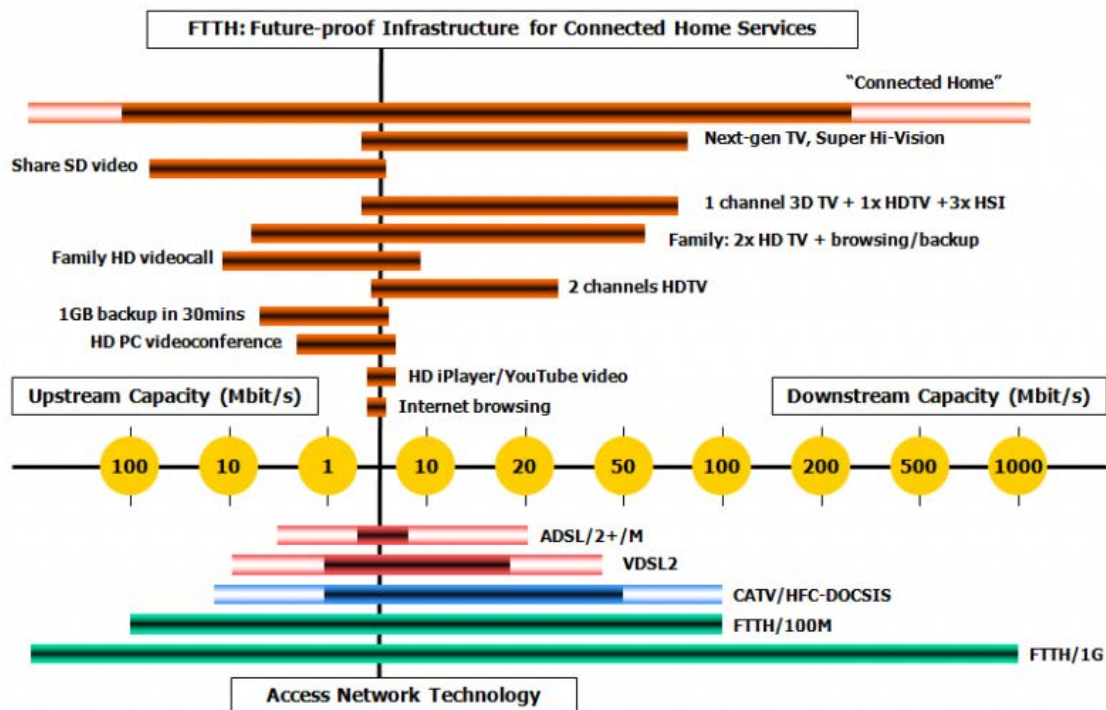 FTTH: Future-proof Infrastructure for Connected Home Services
“Connected Home”
Next-gen TV, Super Hi-Vision
Share SD video
1 channel 3D TV + 1x HDTV +3x HSI
Family: 2x HD TV + browsing/backup
Family HD videocall
2 channels HDTV
1GB backup in 30mins
HD PC videoconference
HD iPlayer/YouTube video
Upstream Capacity (Mbit/s)
Downstream Capacity (Mbit/s)
Internet browsing
100 10 1 10 20 50 100 200 500 1000
ADSL/2+/M
VDSL2
CATV/HFC-DOCSIS
FTTH/100M
FTTH/1G
Access Network Technology